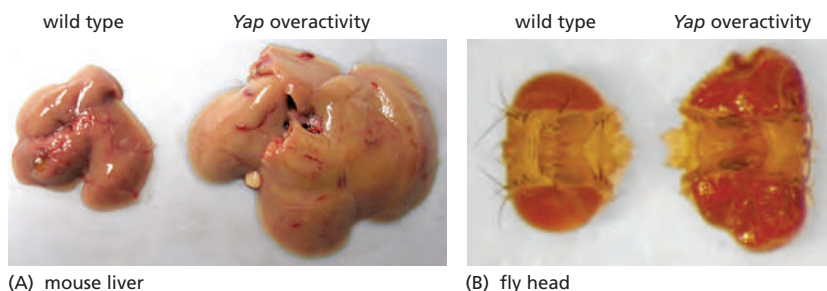 wild type Yap overactivity wild type Yap overactivity
(A) mouse liver (B) fly head